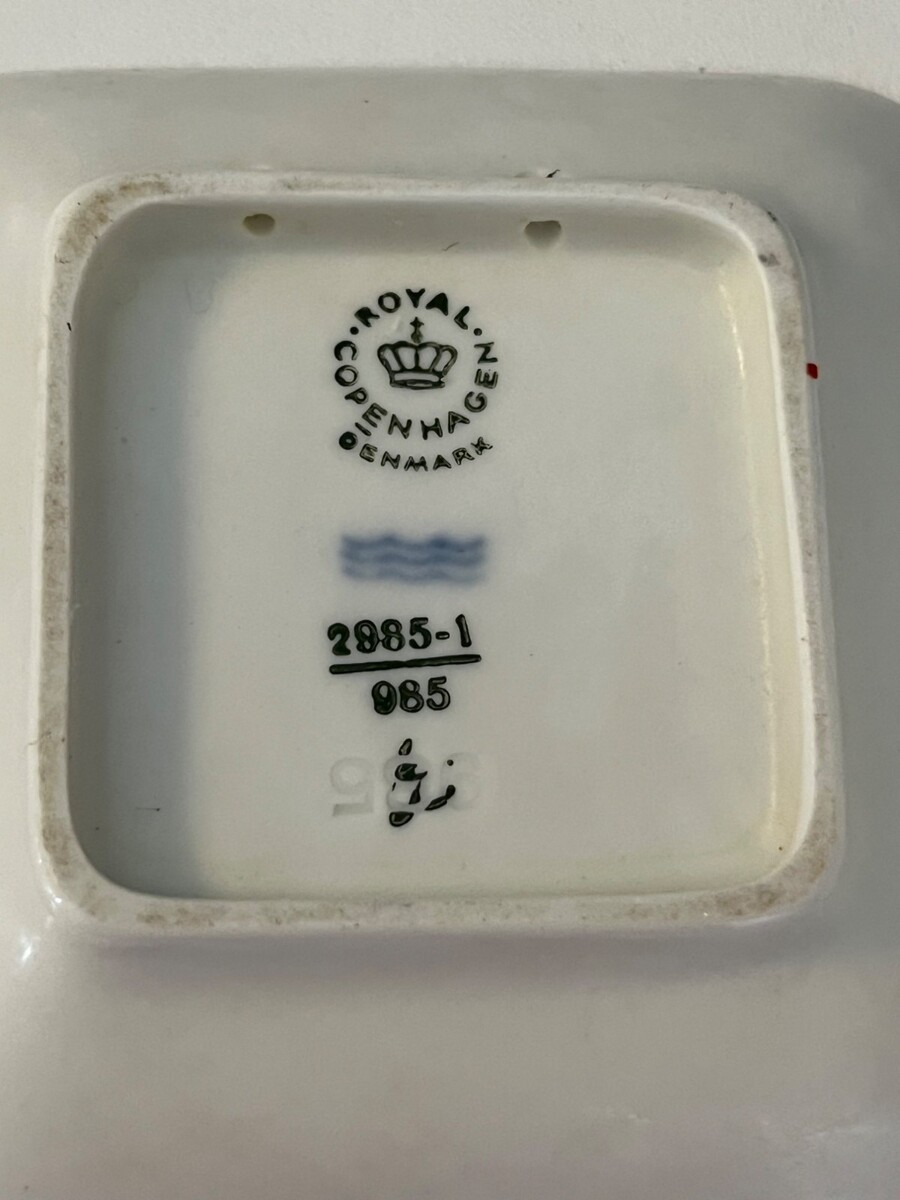 ROYAL
COPENHAGEN
DENMARK
2985-1
985